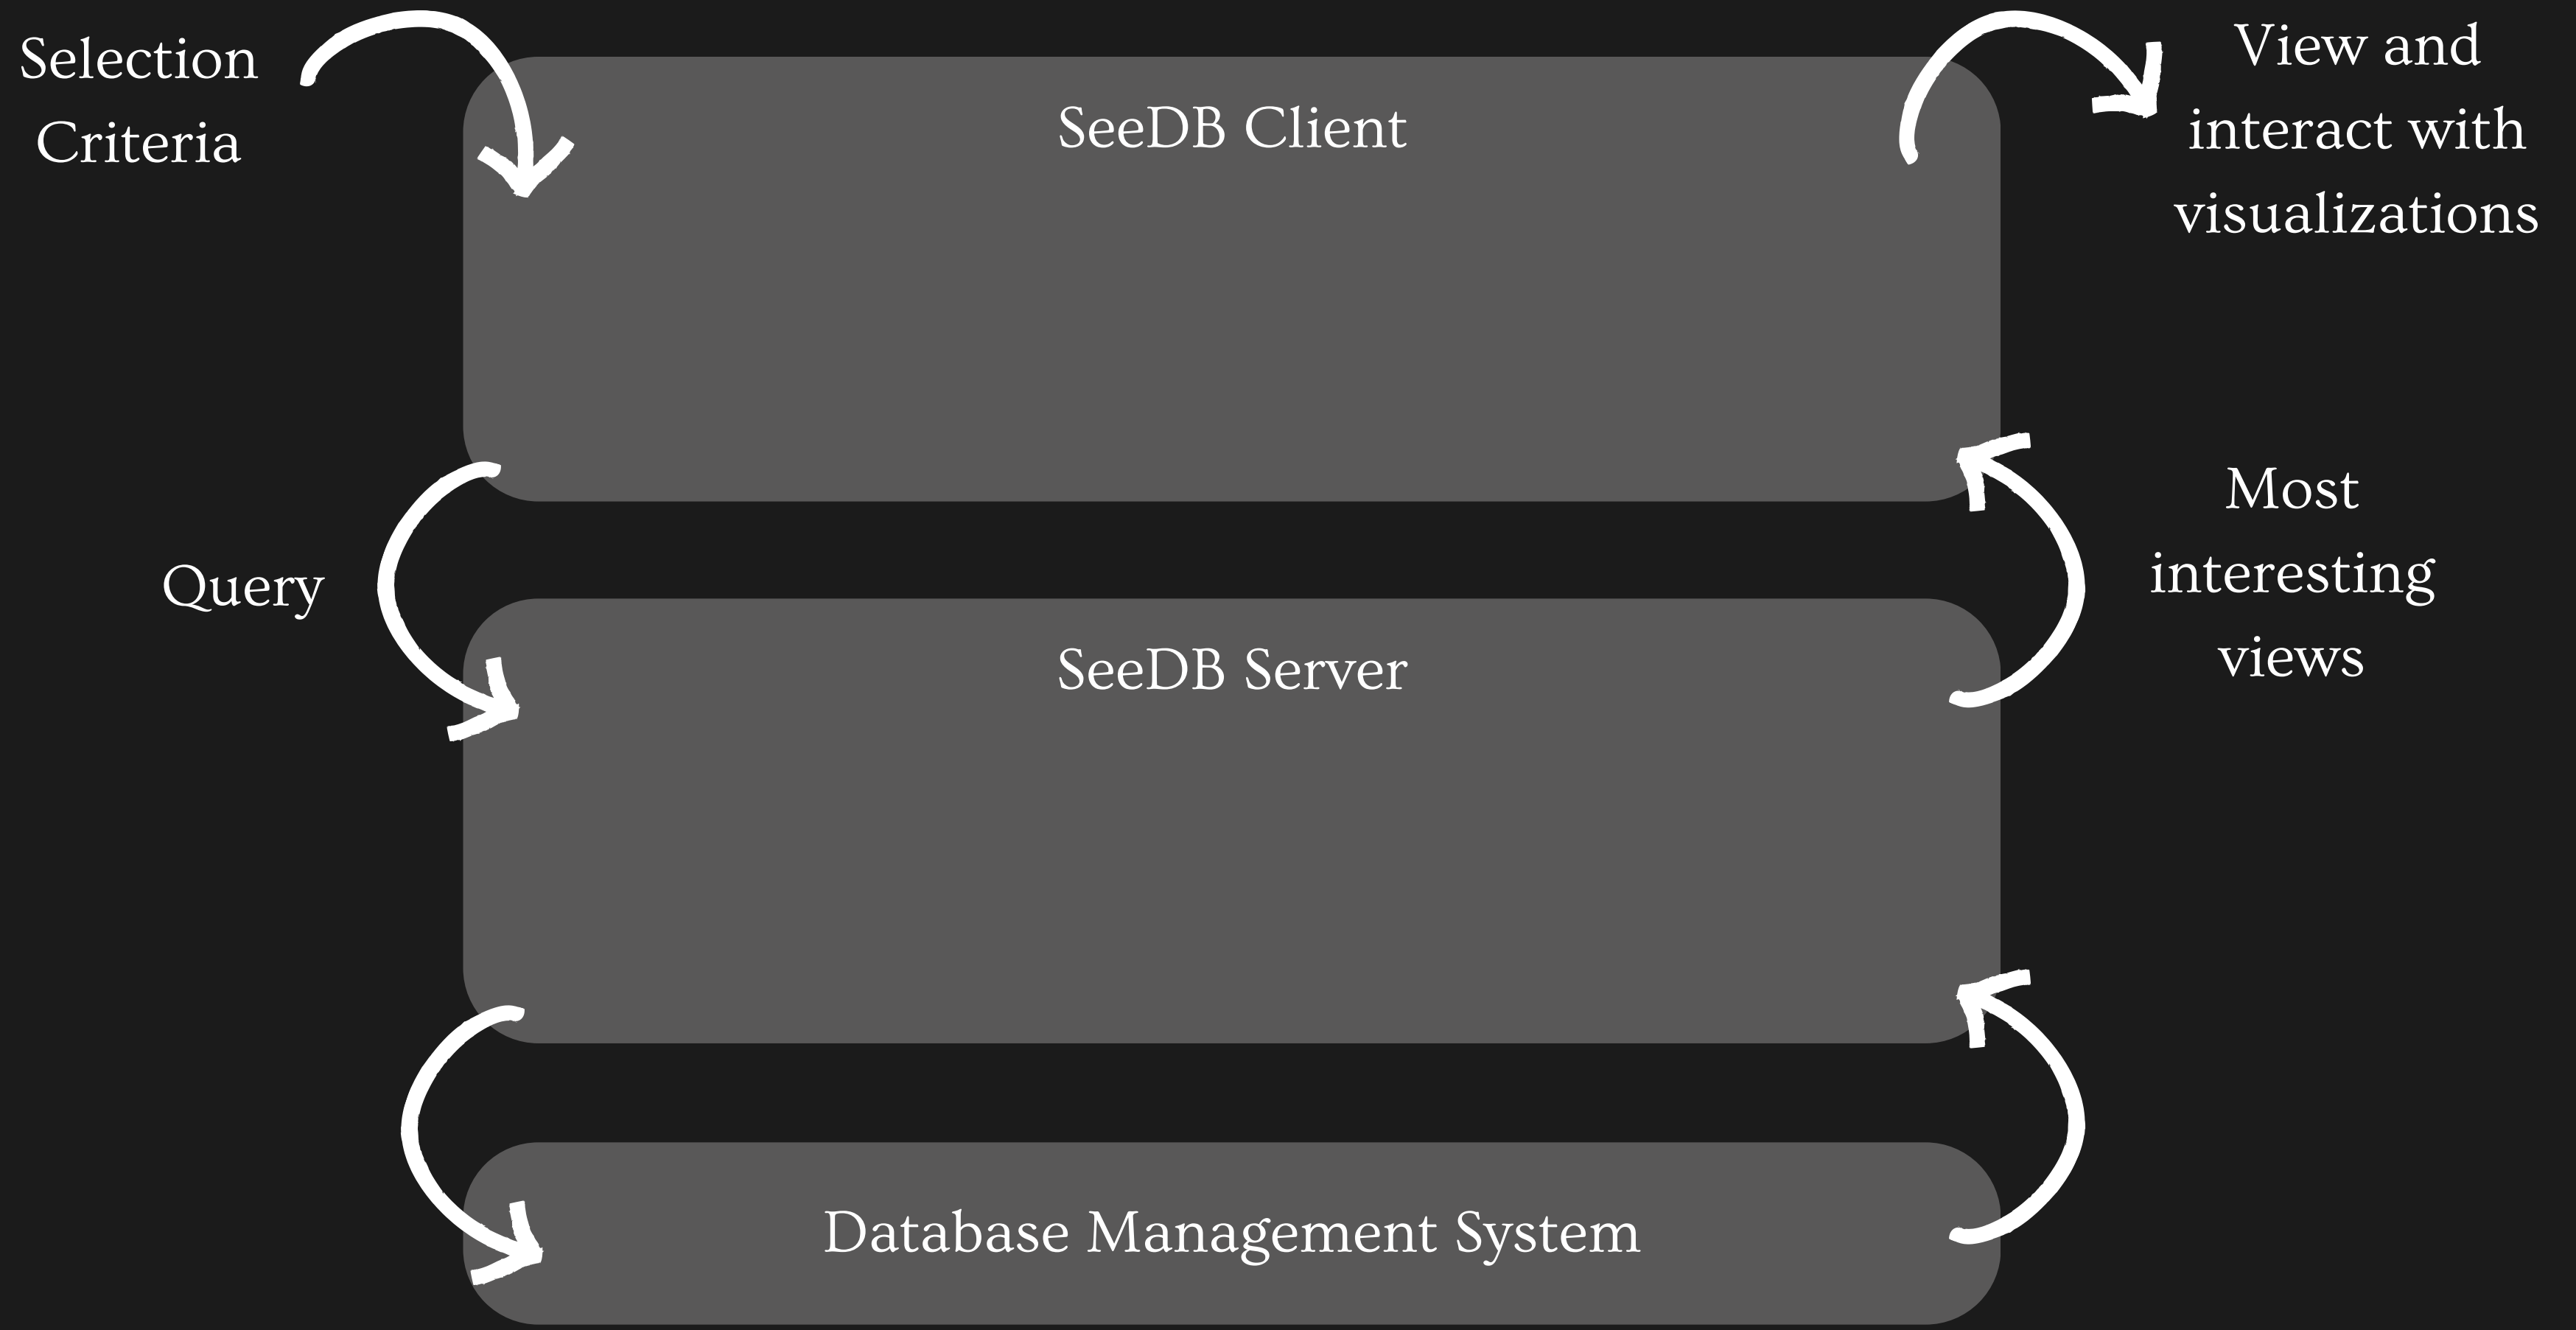 Selection
Criteria
SeeDB Client
View and
interact with
visualizations
Query
Most
interesting
views
SeeDB Server
Database Management System